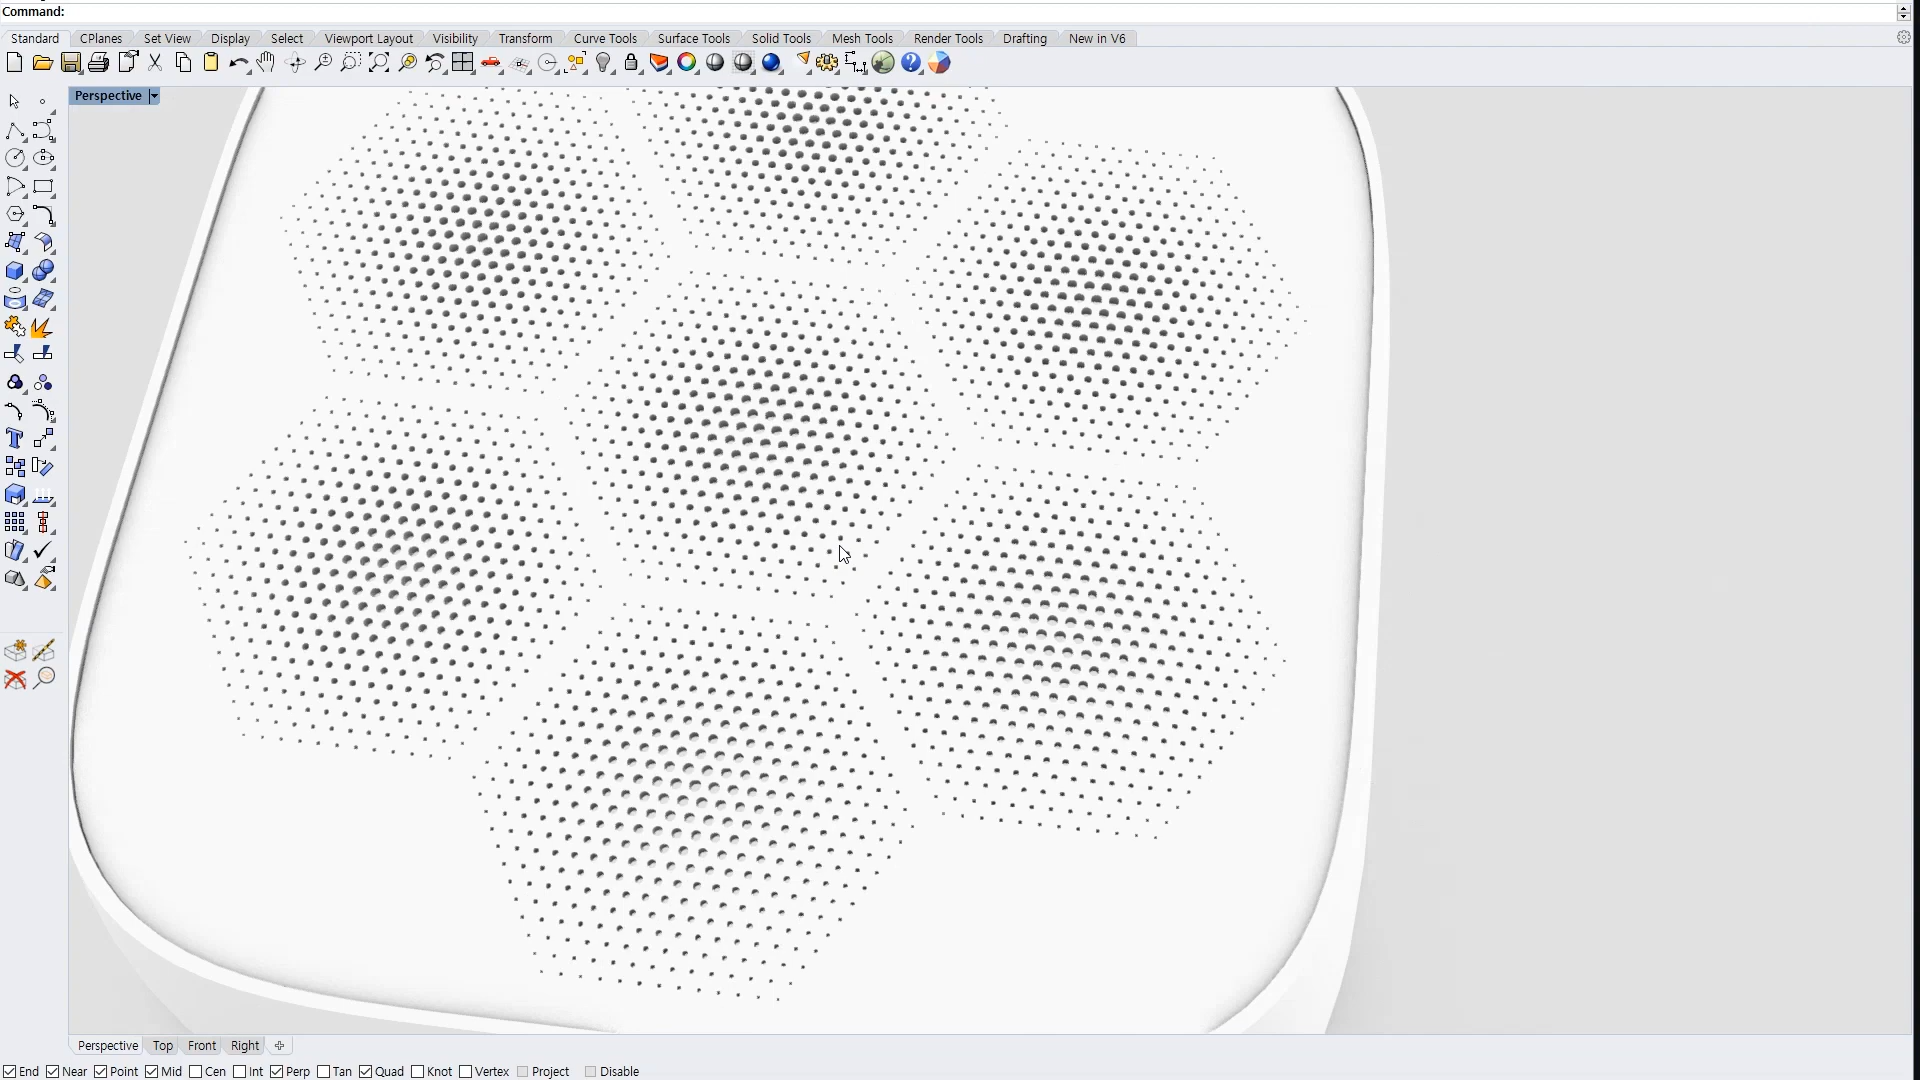 Command:
Standard CPlanes Set View Display Select Viewport Layout Visibility Transform Curve Tools Surface Tools Solid Tools Mesh Tools Render Tools Drafting New in V6
Perspective
Perspective Top Front Right
End Near Point Mid Cen Int Perp Tan Quad Knot Vertex Project Disable